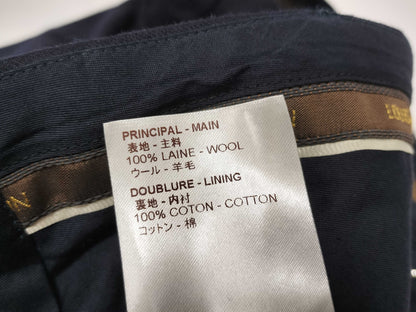 PRINCIPAL - MAIN
表地 - 主料
100% LAINE - WOOL
ウール - 羊毛
DOUBLURE - LINING
裏地 - 内衬
100% COTON - COTTON
コットン - 棉